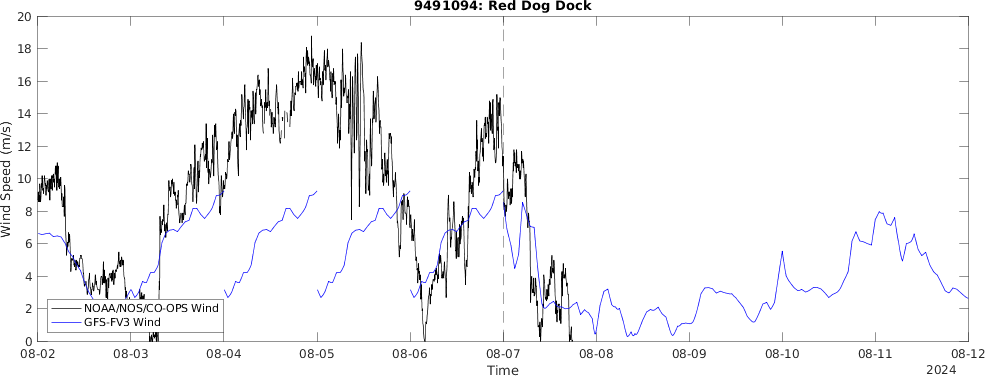 9491094: Red Dog Dock
20
18
16
14
12
10
8
6
4
2
0
Wind Speed (m/s)
NOAA/NOS/CO-OPS Wind
GFS-FV3 Wind
08-02 08-03 08-04 08-05 08-06 08-07 08-08 08-09 08-10 08-11 08-12
Time
2024